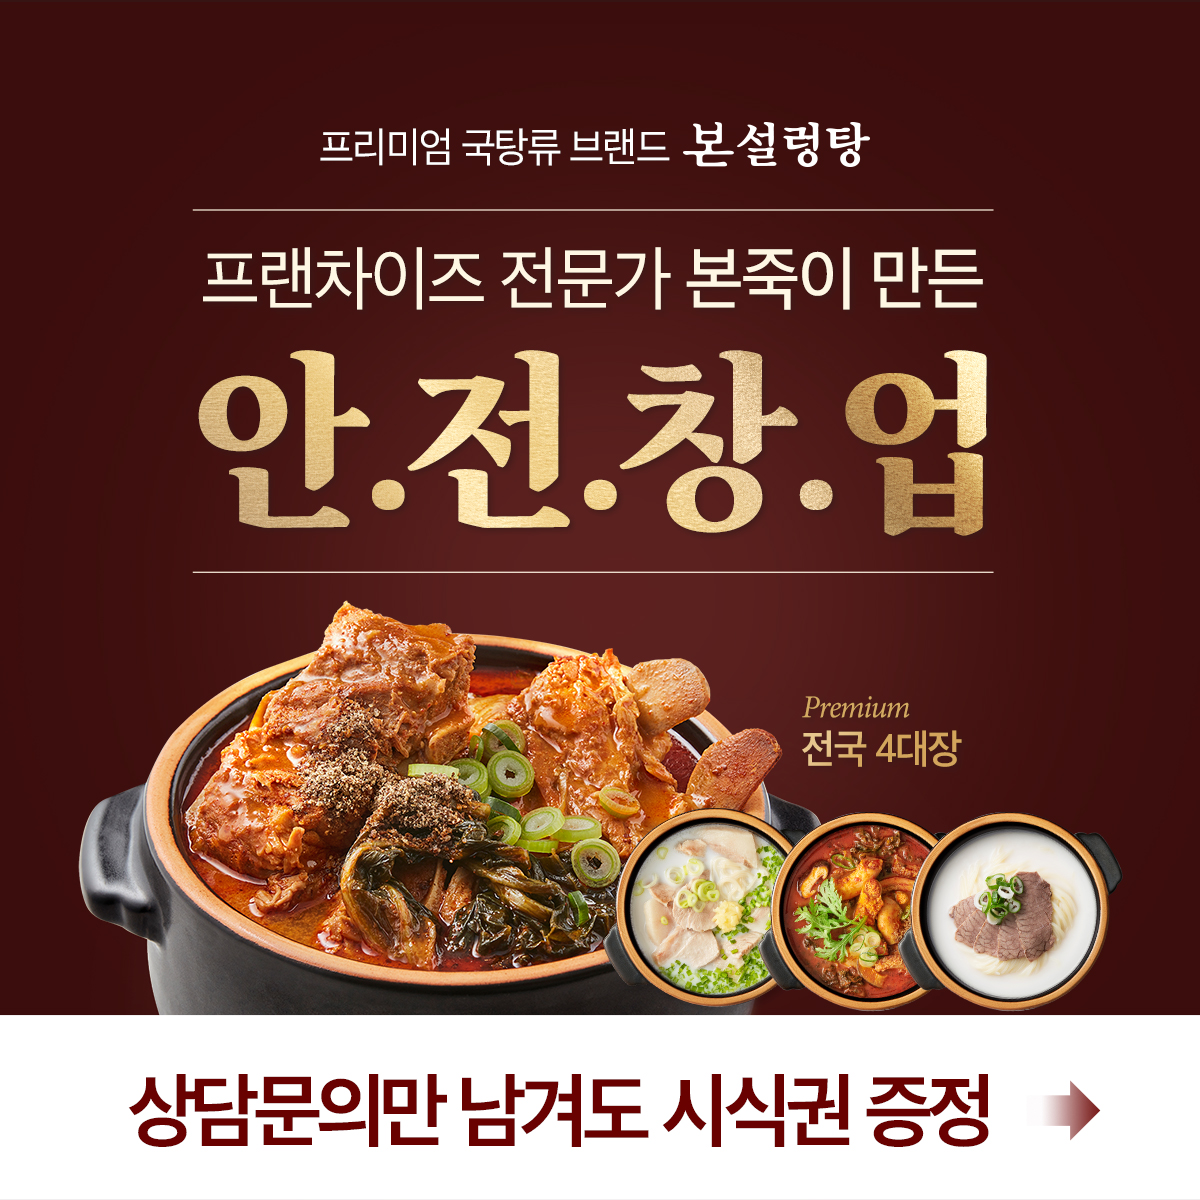 프리미엄 국탕류 브랜드 본설렁탕
프랜차이즈 전문가 본죽이 만든
안.전.창.업
Premium
전국 4대장
상담문의만 남겨도 시식권 증정